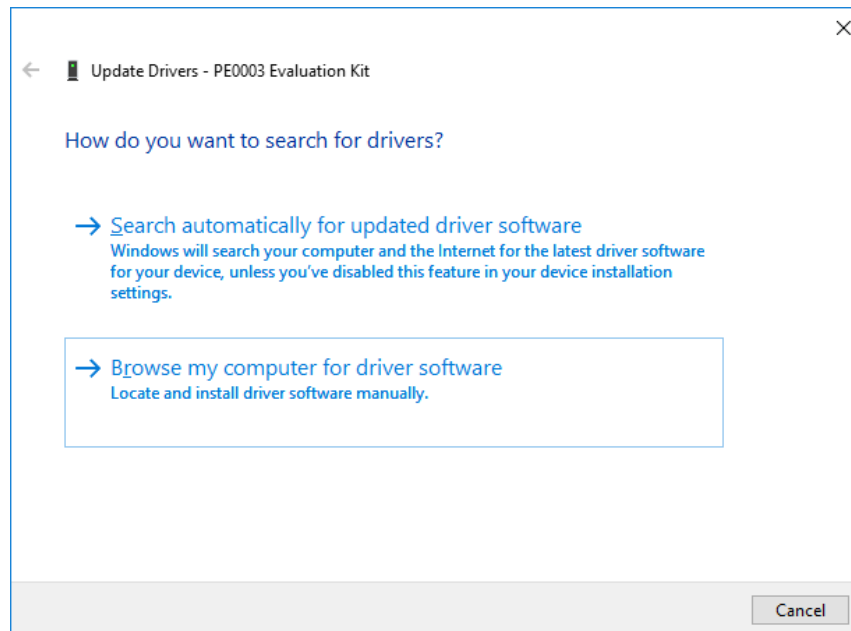 Update Drivers - PE0003 Evaluation Kit
How do you want to search for drivers?
Search automatically for updated driver software
Windows will search your computer and the Internet for the latest driver software
for your device, unless you've disabled this feature in your device installation
settings.
Browse my computer for driver software
Locate and install driver software manually.
Cancel